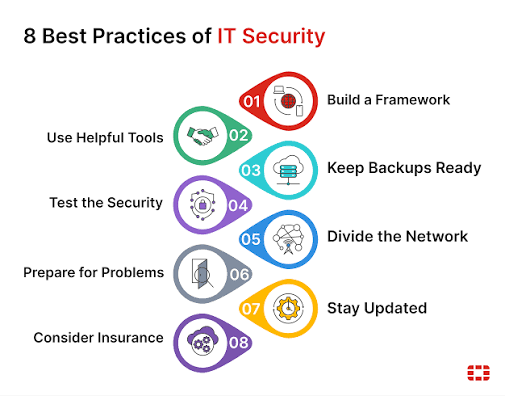 8 Best Practices of IT Security
01 Build a Framework
Use Helpful Tools 02
03 Keep Backups Ready
Test the Security 04
05 Divide the Network
Prepare for Problems 06
07 Stay Updated
Consider Insurance 08